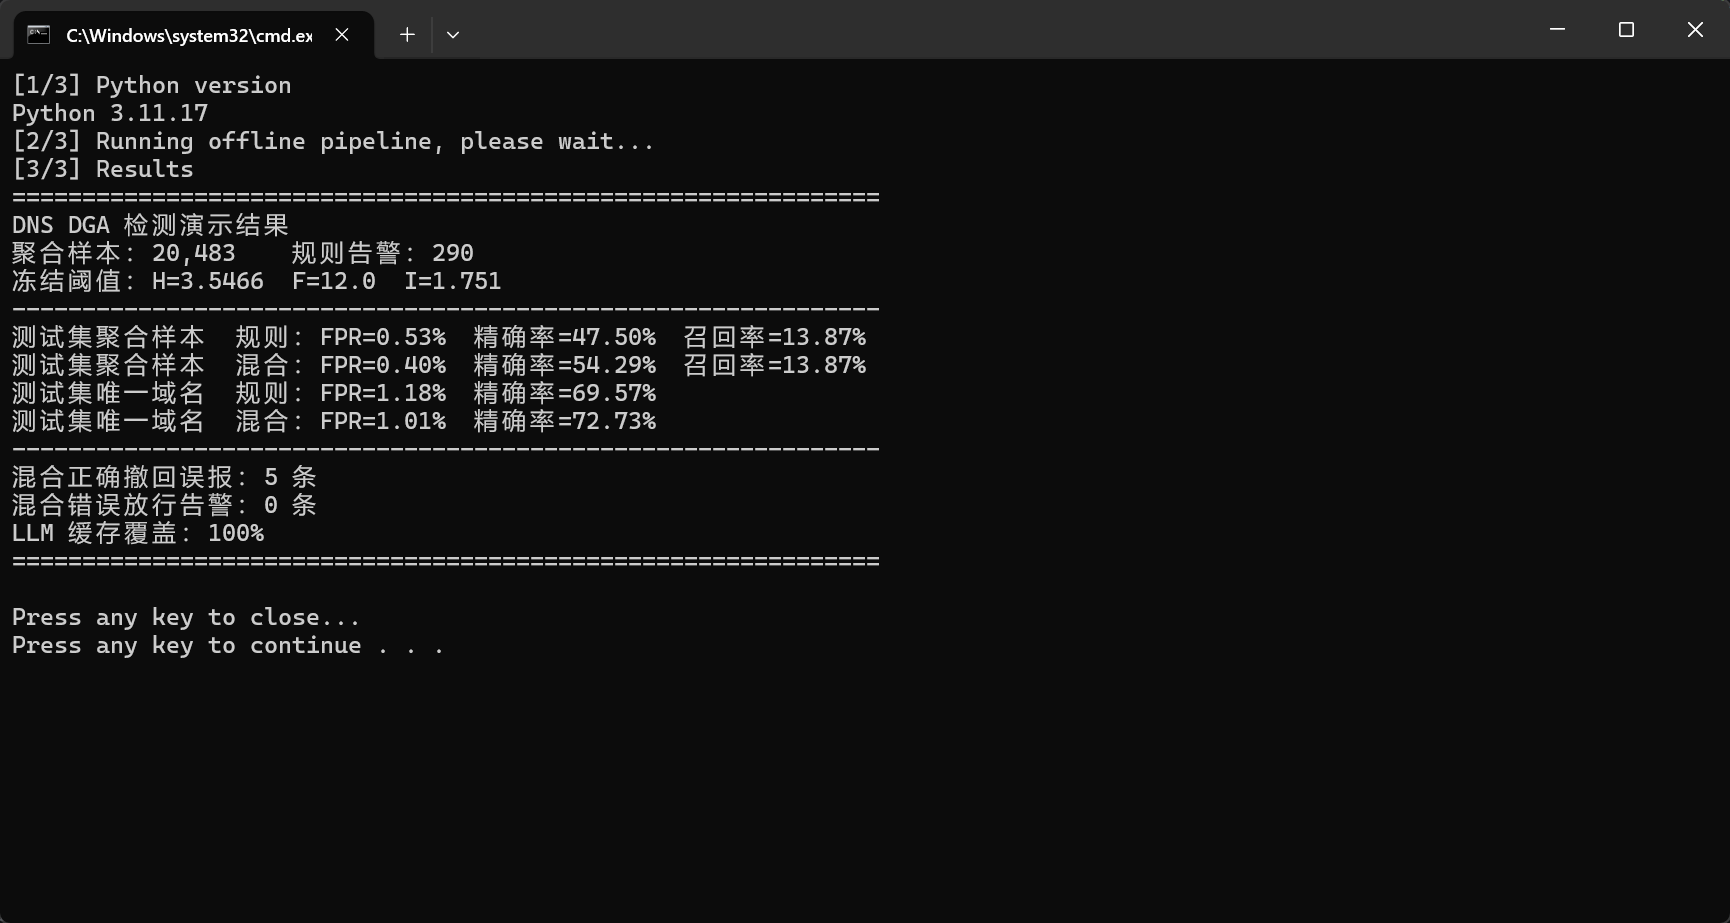 C:\Windows\system32\cmd.ex
[1/3] Python version
Python 3.11.17
[2/3] Running offline pipeline, please wait...
[3/3] Results
==============================================================
DNS DGA 检测演示结果
聚合样本: 20,483    规则告警: 290
冻结阈值: H=3.5466  F=12.0  I=1.751
--------------------------------------------------------------
测试集聚合样本  规则: FPR=0.53%  精确率=47.50%  召回率=13.87%
测试集聚合样本  混合: FPR=0.40%  精确率=54.29%  召回率=13.87%
测试集唯一域名  规则: FPR=1.18%  精确率=69.57%
测试集唯一域名  混合: FPR=1.01%  精确率=72.73%
--------------------------------------------------------------
混合正确撤回误报: 5 条
混合错误放行告警: 0 条
LLM 缓存覆盖: 100%
==============================================================
Press any key to close...
Press any key to continue . . .